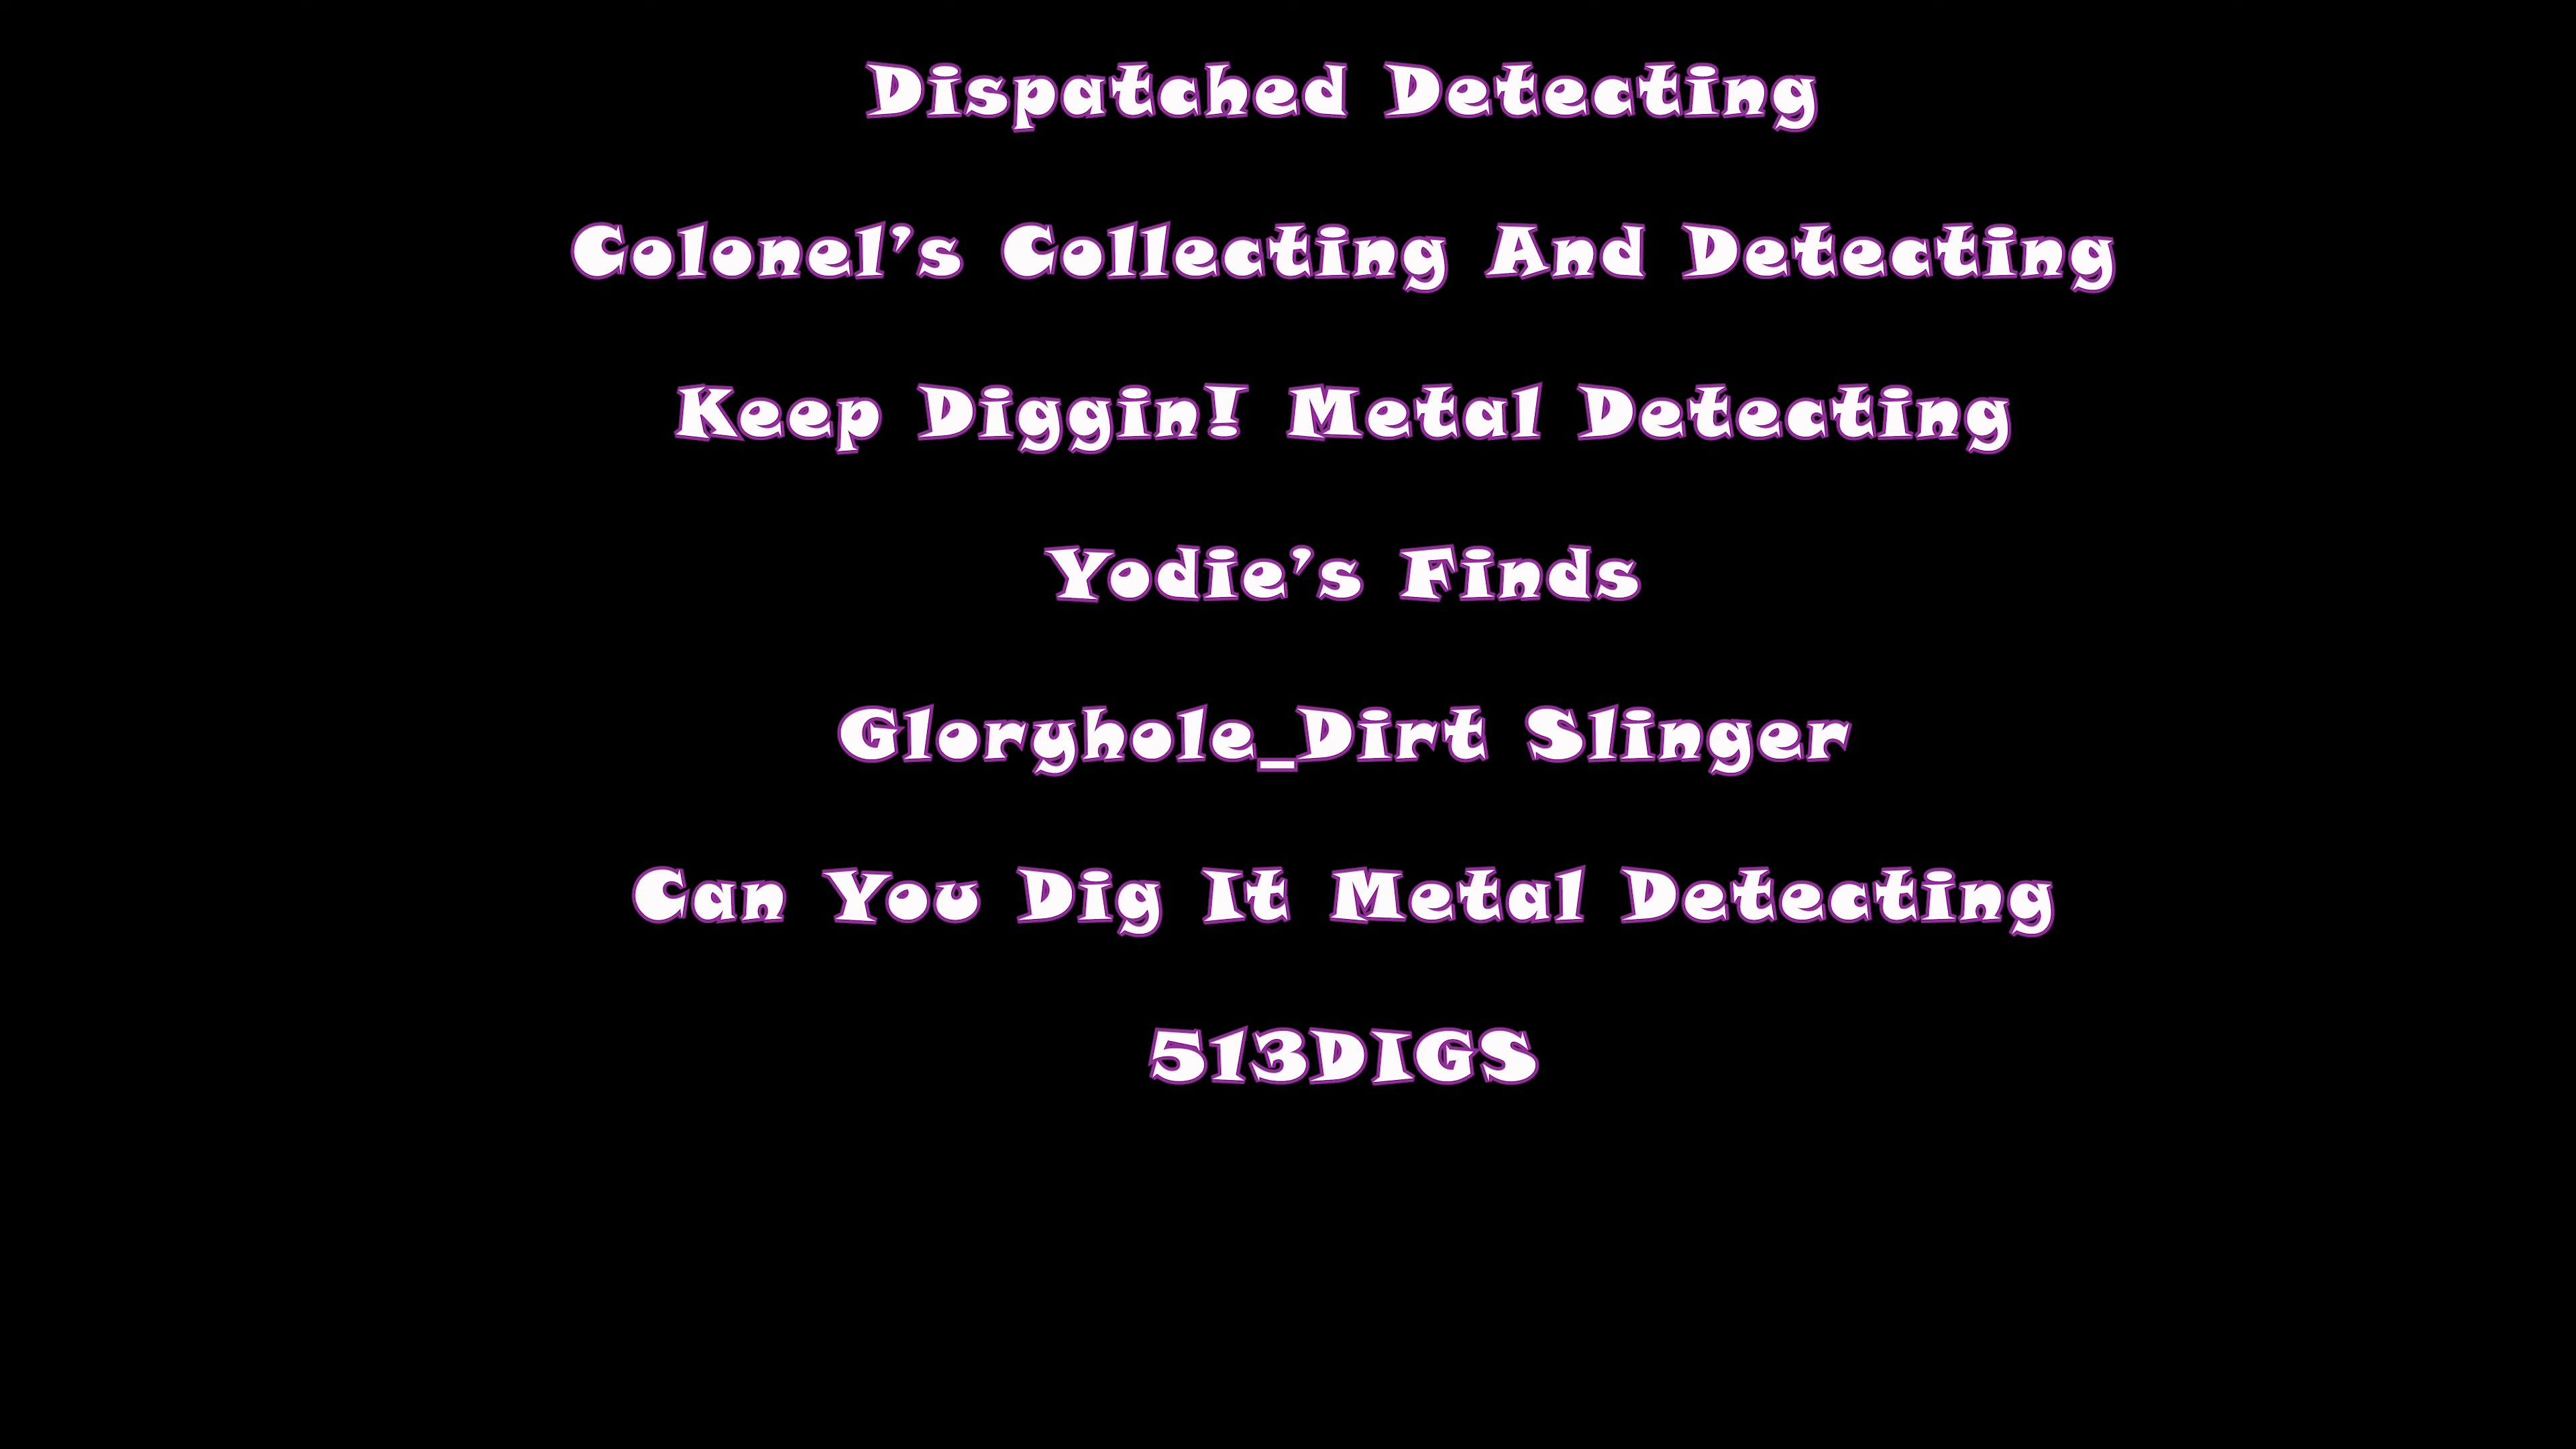 Dispatched Detecting
Colonel’s Collecting And Detecting
Keep Diggin! Metal Detecting
Yodie’s Finds
Gloryhole_Dirt Slinger
Can You Dig It Metal Detecting
513DIGS